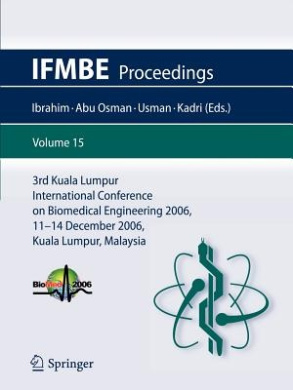 IFMBE Proceedings
Ibrahim · Abu Osman · Usman · Kadri (Eds.)
Volume 15
3rd Kuala Lumpur
International Conference
on Biomedical Engineering 2006,
11–14 December 2006,
Kuala Lumpur, Malaysia
BioMed 2006
Springer